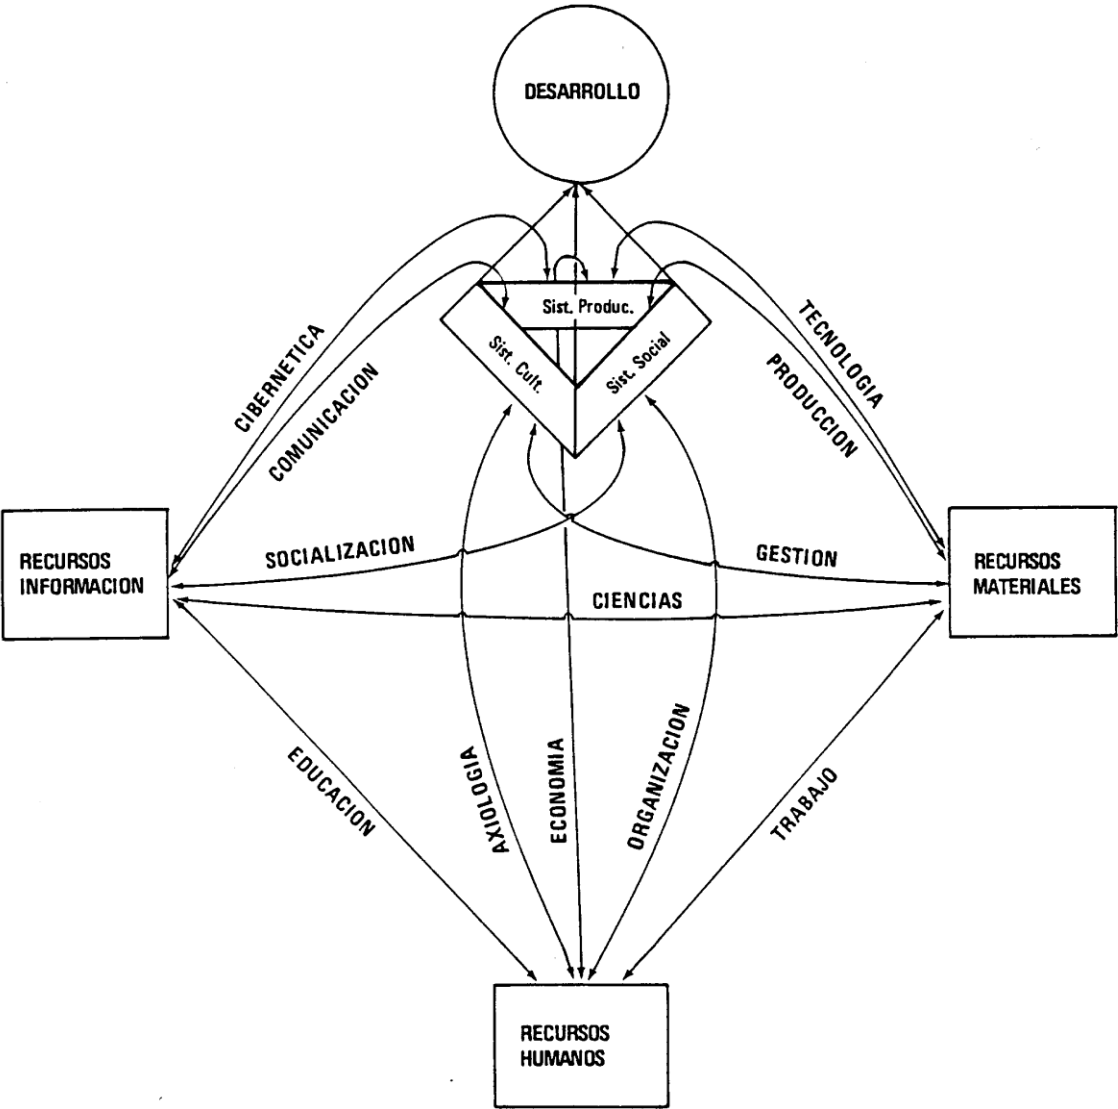 DESARROLLO
Sist. Produc.
Sist. Cult.
Sist. Social
CIBERNETICA
COMUNICACION
TECNOLOGIA
PRODUCCION
RECURSOS
INFORMACION
SOCIALIZACION
GESTION
CIENCIAS
RECURSOS
MATERIALES
EDUCACION
AXIOLOGIA
ECONOMIA
ORGANIZACION
TRABAJO
RECURSOS
HUMANOS